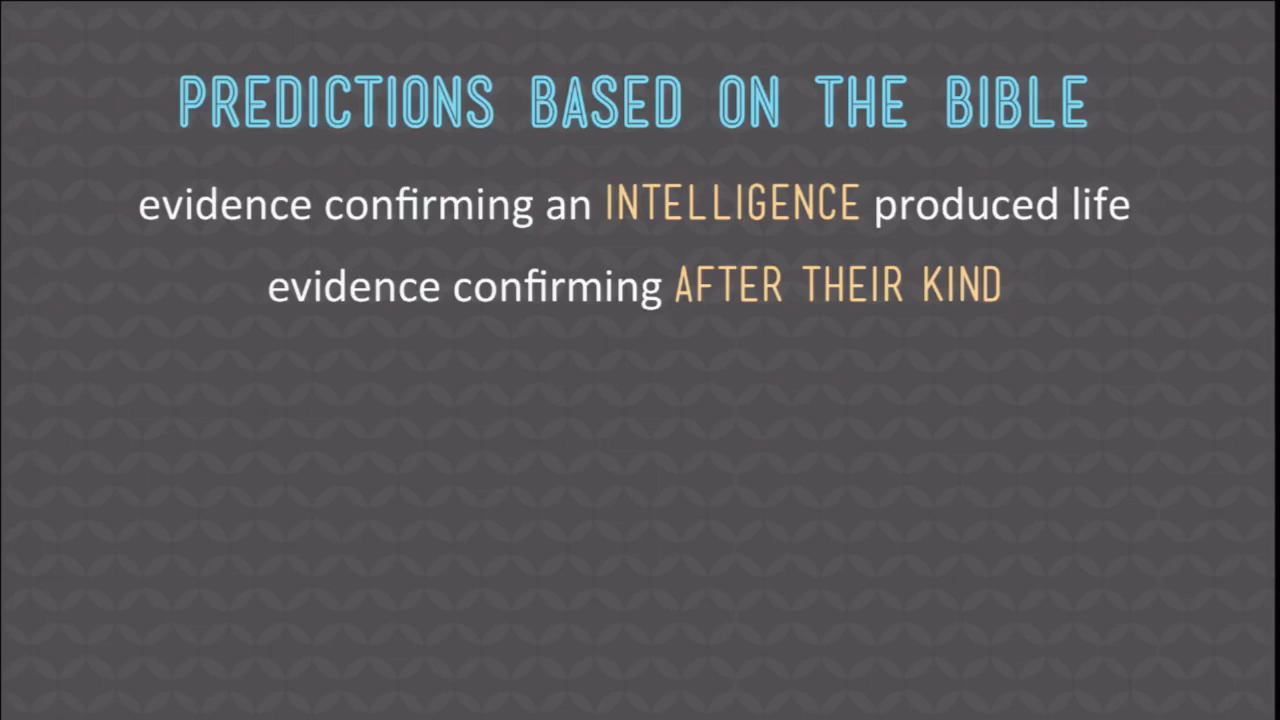 PREDICTIONS BASED ON THE BIBLE
evidence confirming an INTELLIGENCE produced life
evidence confirming AFTER THEIR KIND